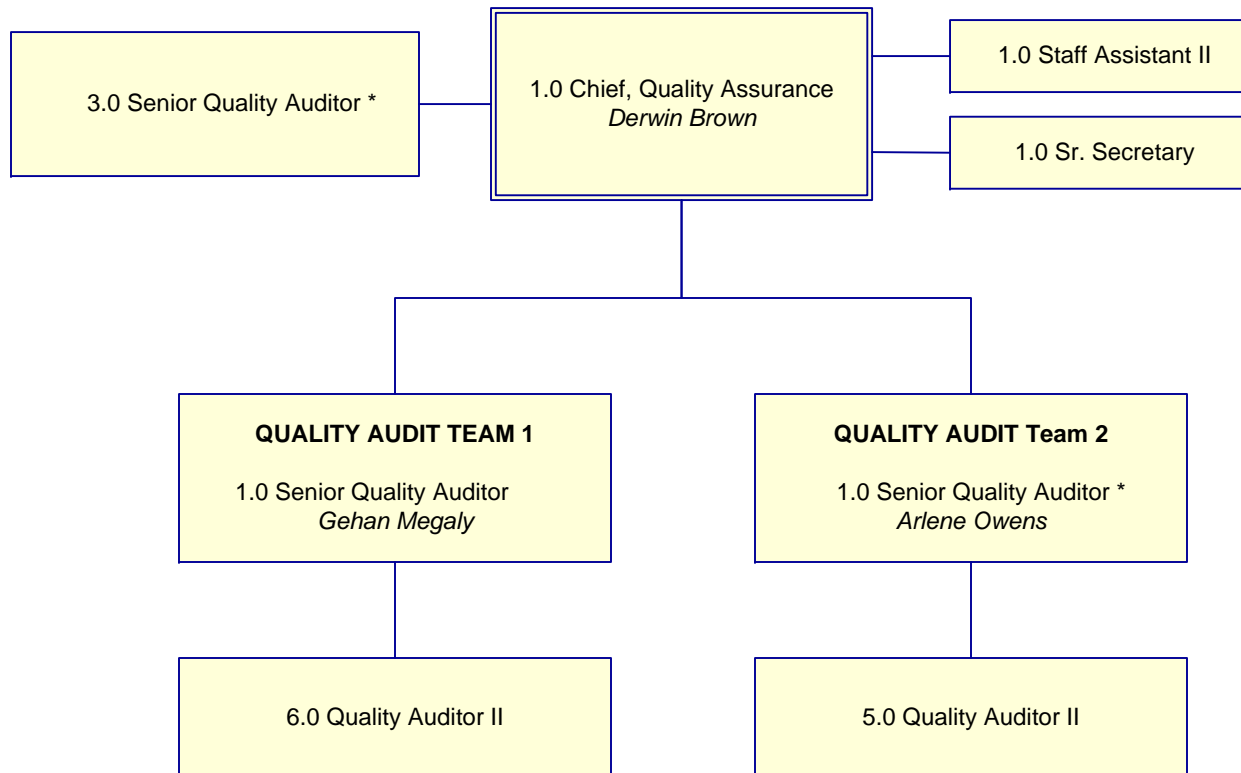 3.0 Senior Quality Auditor *
1.0 Chief, Quality Assurance
Derwin Brown
1.0 Staff Assistant II
1.0 Sr. Secretary
QUALITY AUDIT TEAM 1
1.0 Senior Quality Auditor
Gehan Megaly
QUALITY AUDIT Team 2
1.0 Senior Quality Auditor *
Arlene Owens
6.0 Quality Auditor II
5.0 Quality Auditor II